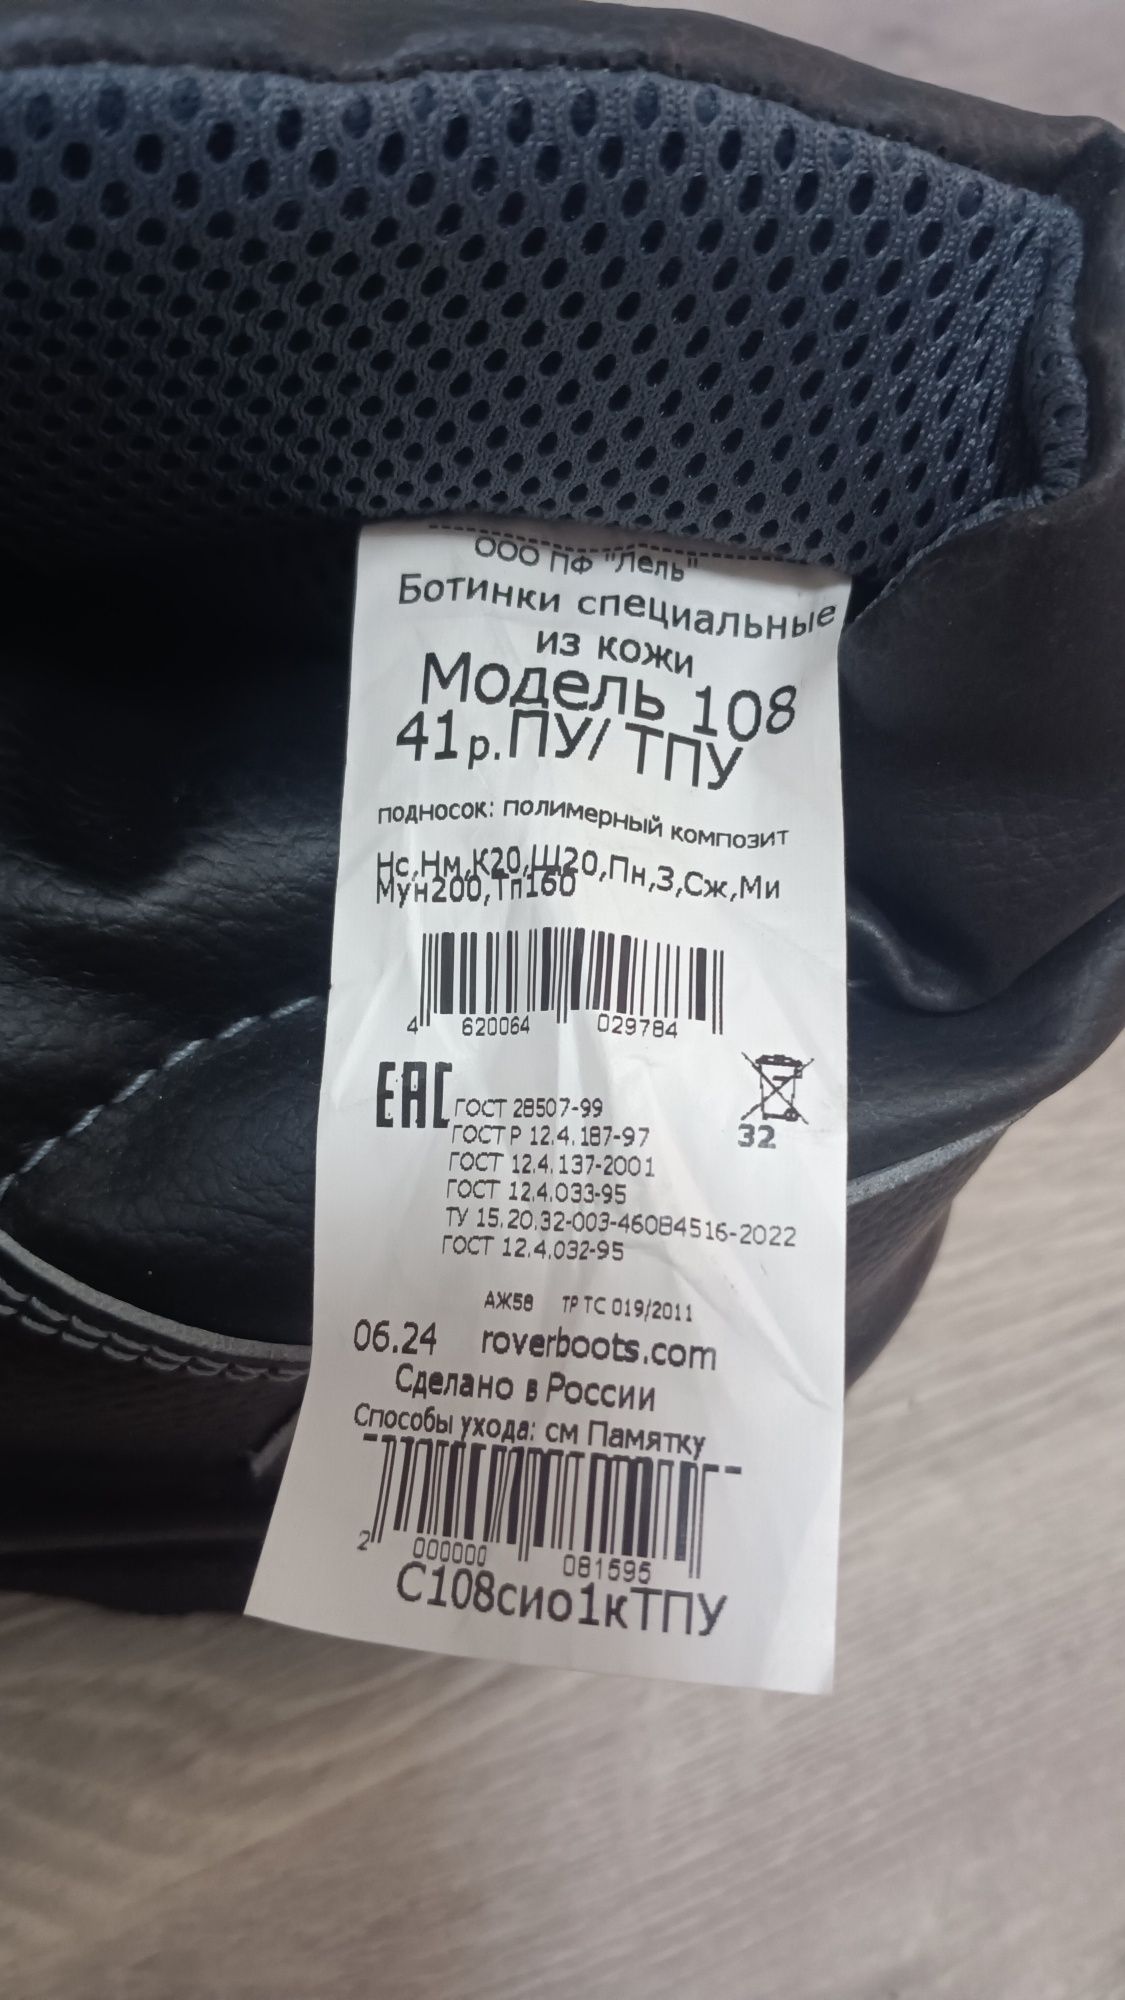 ООО ПФ "Лель"
Ботинки специальные
из кожи
Модель 108
41р.ПУ/ ТПУ
подносок: полимерный композит
Нс,Нм,К20,Щ20,Пн,З,Сж,Ми
Мун200,Тп160
4 620064 029784
EAC
ГОСТ 28507-99
ГОСТ Р 12.4.187-97
32
ГОСТ 12.4.137-2001
ГОСТ 12.4.033-95
ТУ 15.20.32-003-46084516-2022
ГОСТ 12.4.032-95
АЖ58 ТР ТС 019/2011
06.24 roverboots.com
Сделано в России
Способы ухода: см Памятку
2 000000 081595
С108сио1кТПУ